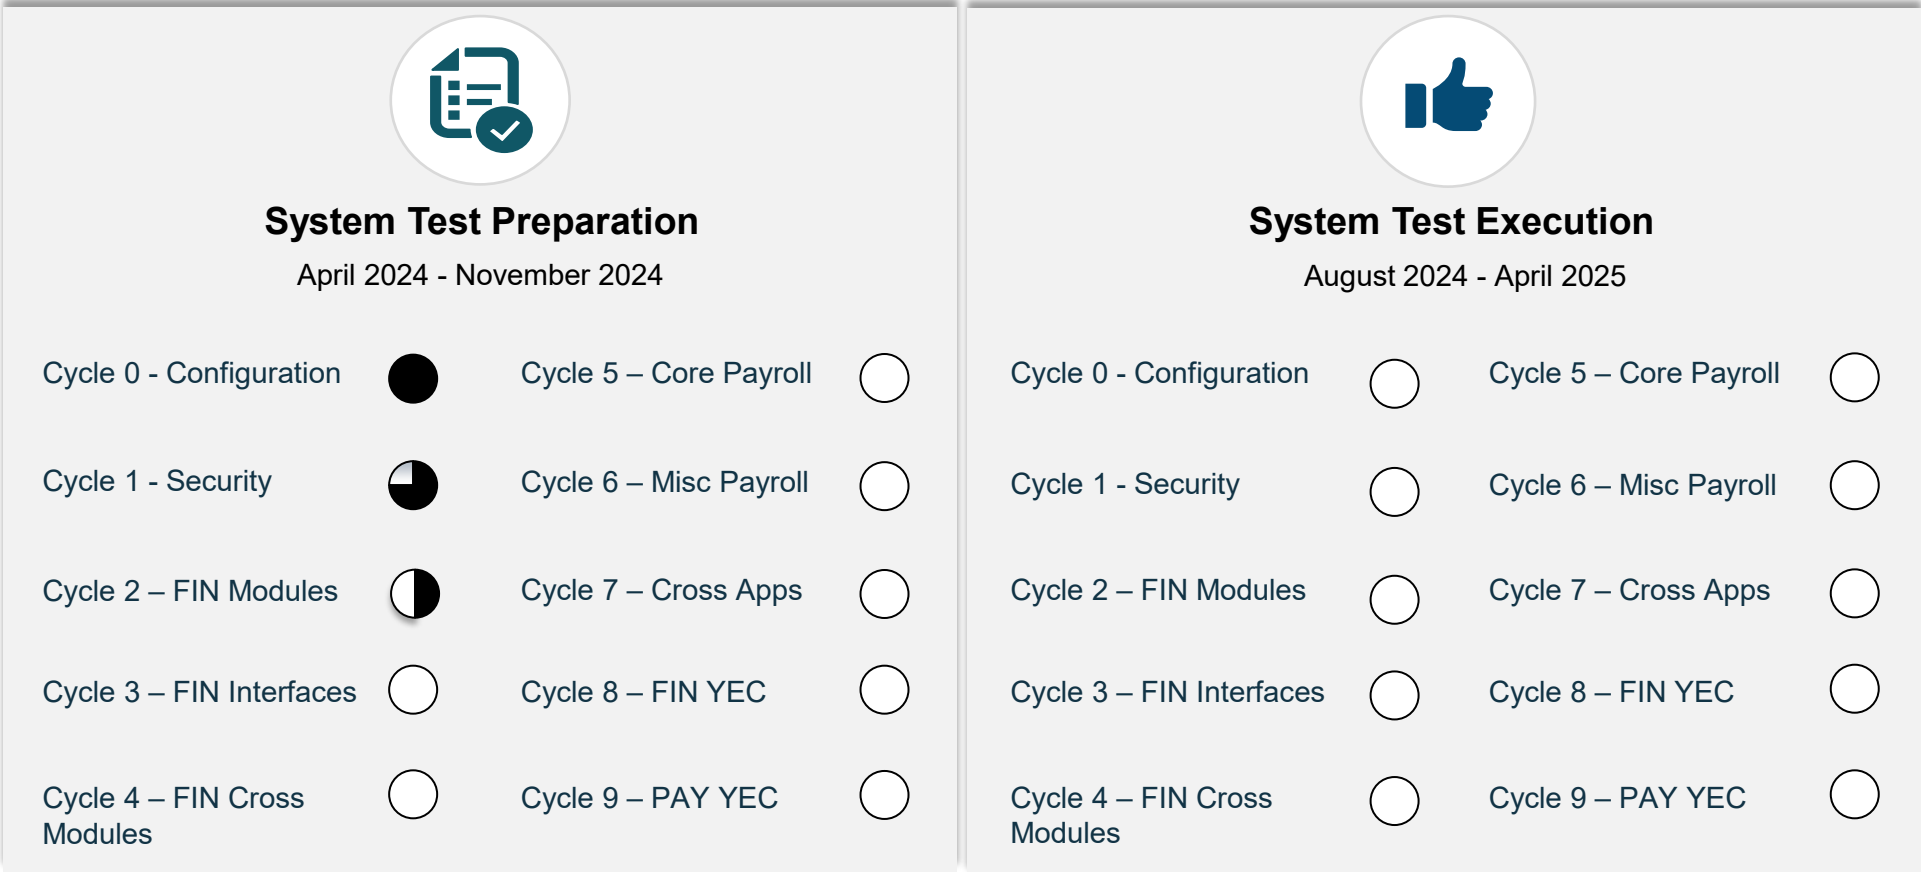 System Test Preparation
April 2024 - November 2024
Cycle 0 - Configuration
Cycle 1 - Security
Cycle 2 – FIN Modules
Cycle 3 – FIN Interfaces
Cycle 4 – FIN Cross
Modules
Cycle 5 – Core Payroll
Cycle 6 – Misc Payroll
Cycle 7 – Cross Apps
Cycle 8 – FIN YEC
Cycle 9 – PAY YEC
System Test Execution
August 2024 - April 2025
Cycle 0 - Configuration
Cycle 1 - Security
Cycle 2 – FIN Modules
Cycle 3 – FIN Interfaces
Cycle 4 – FIN Cross
Modules
Cycle 5 – Core Payroll
Cycle 6 – Misc Payroll
Cycle 7 – Cross Apps
Cycle 8 – FIN YEC
Cycle 9 – PAY YEC